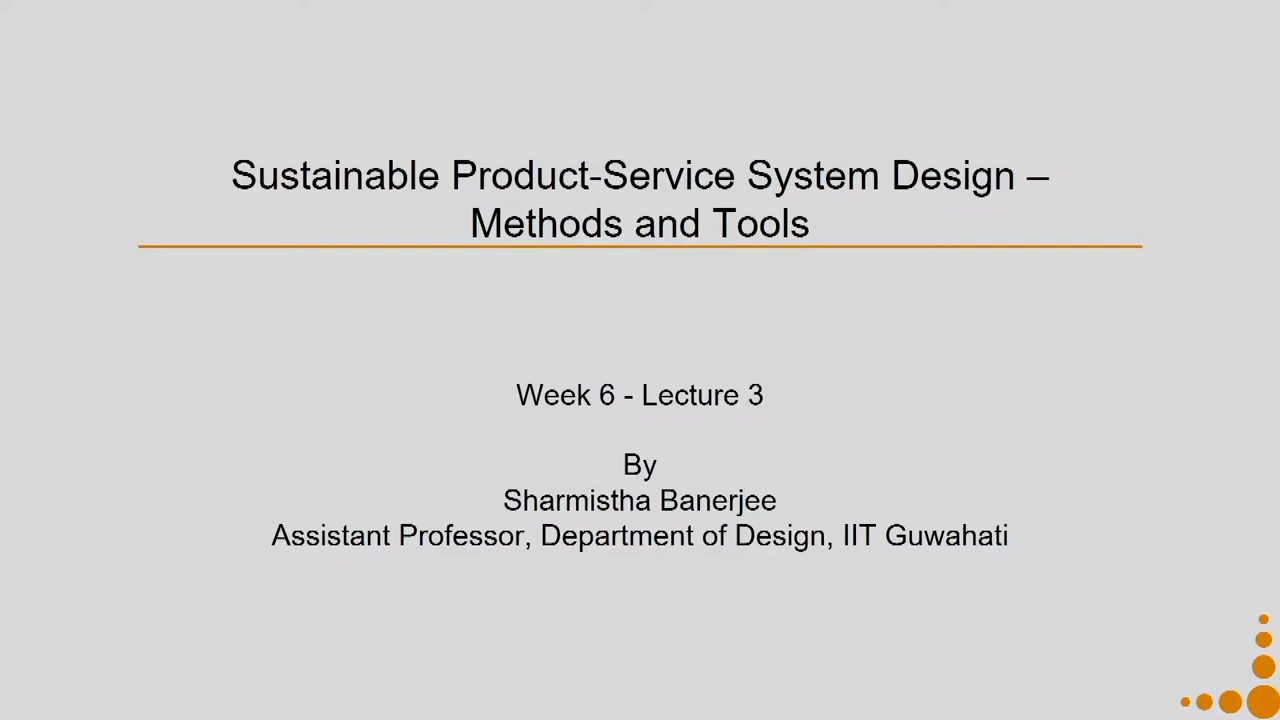 Sustainable Product-Service System Design –
Methods and Tools
Week 6 - Lecture 3
By
Sharmistha Banerjee
Assistant Professor, Department of Design, IIT Guwahati